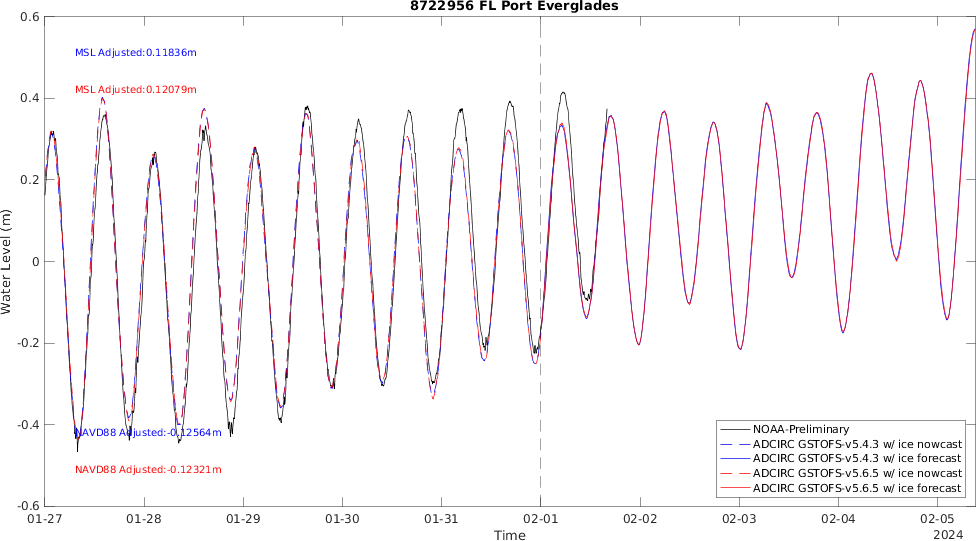 8722956 FL Port Everglades
0.6
MSL Adjusted:0.11836m
MSL Adjusted:0.12079m
0.4
0.2
0
-0.2
-0.4
-0.6
Water Level (m)
NAVD88 Adjusted:-0.12564m
NAVD88 Adjusted:-0.12321m
NOAA-Preliminary
ADCIRC GSTOFS-v5.4.3 w/ ice nowcast
ADCIRC GSTOFS-v5.4.3 w/ ice forecast
ADCIRC GSTOFS-v5.6.5 w/ ice nowcast
ADCIRC GSTOFS-v5.6.5 w/ ice forecast
01-27 01-28 01-29 01-30 01-31 02-01 02-02 02-03 02-04 02-05
Time
2024